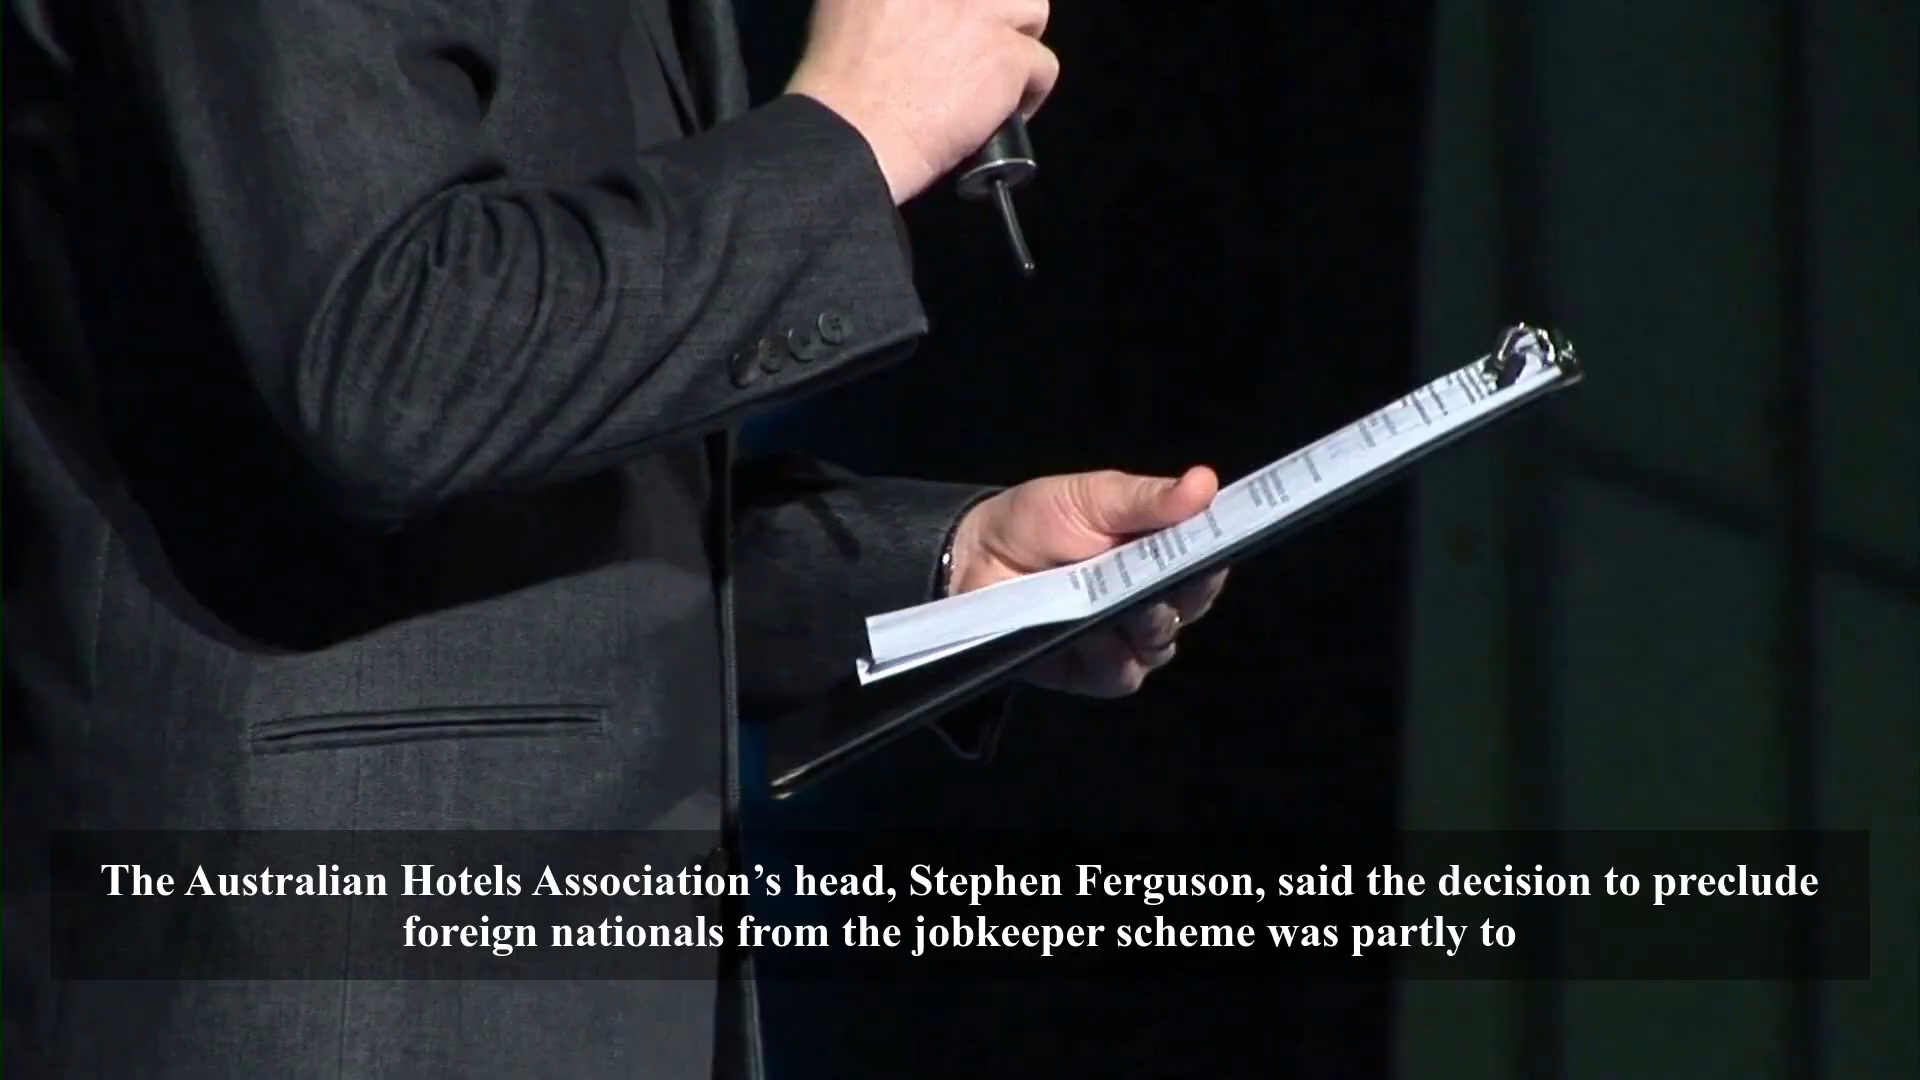 The Australian Hotels Association’s head, Stephen Ferguson, said the decision to preclude
foreign nationals from the jobkeeper scheme was partly to